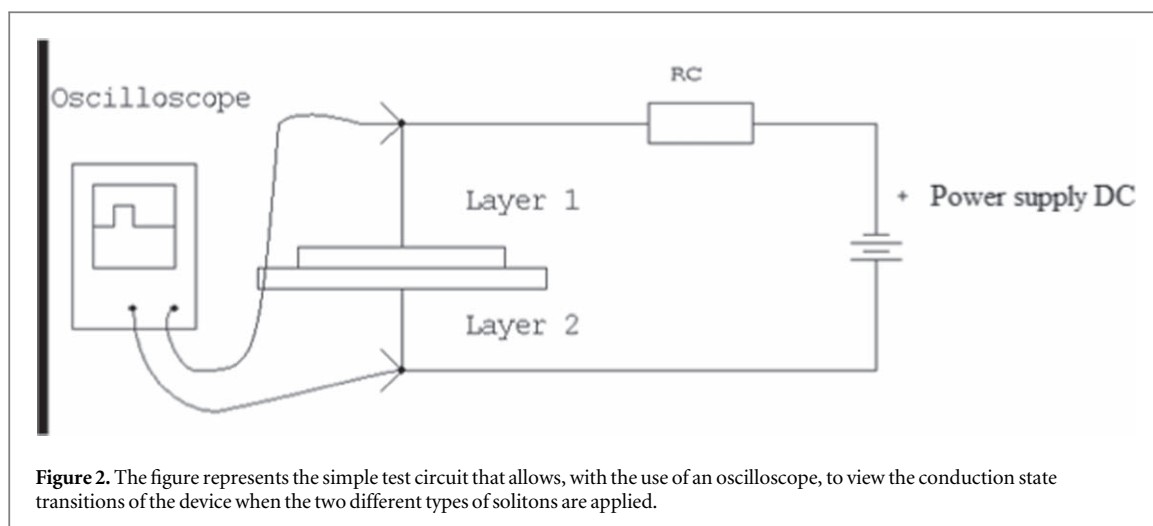 RC
Oscilloscope
+ Power supply DC
Layer 1
Layer 2
Figure 2. The figure represents the simple test circuit that allows, with the use of an oscilloscope, to view the conduction state
transitions of the device when the two different types of solitons are applied.